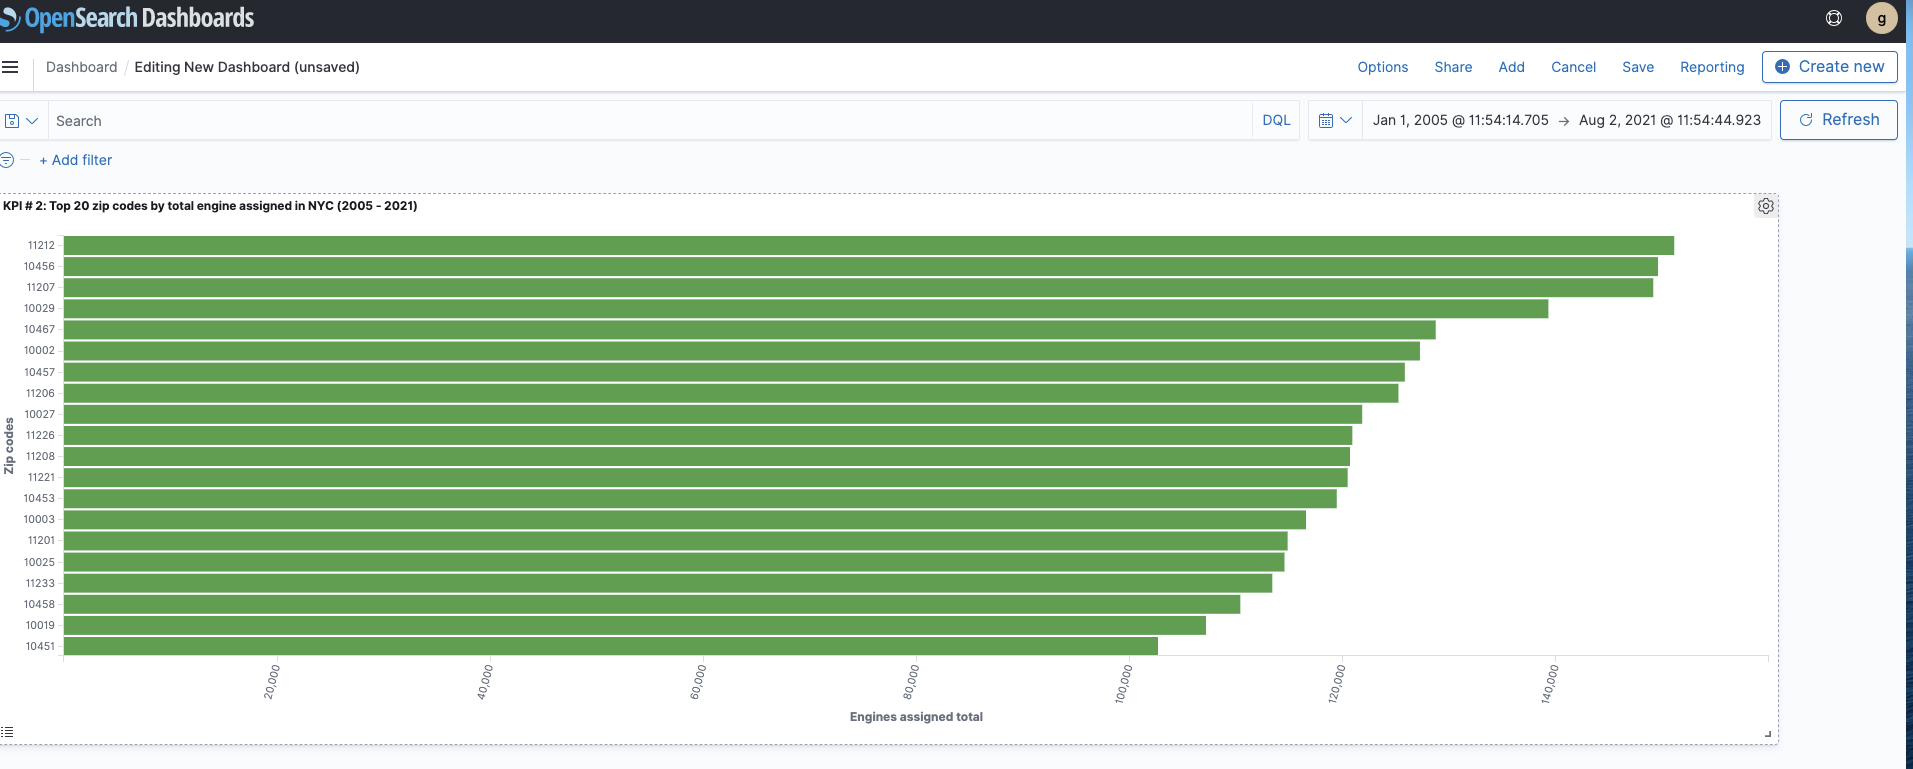 OpenSearch Dashboards
g
Dashboard / Editing New Dashboard (unsaved)
Options Share Add Cancel Save Reporting Create new
Search DQL Jan 1, 2005 @ 11:54:14.705 → Aug 2, 2021 @ 11:54:44.923 Refresh
+ Add filter
KPI # 2: Top 20 zip codes by total engine assigned in NYC (2005 - 2021)
Zip codes
11212
10456
11207
10029
10467
10002
10457
11206
10027
11226
11208
11221
10453
10003
11201
10025
11233
10458
10019
10451
20,000 40,000 60,000 80,000 100,000 120,000 140,000
Engines assigned total